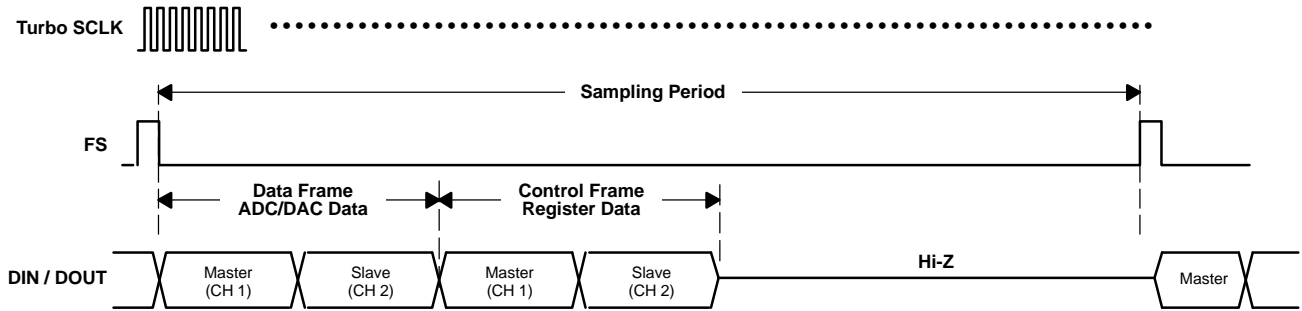 Turbo SCLK
Sampling Period
FS
Data Frame
ADC/DAC Data
Control Frame
Register Data
DIN / DOUT
Master
(CH 1)
Slave
(CH 2)
Master
(CH 1)
Slave
(CH 2)
Hi-Z
Master